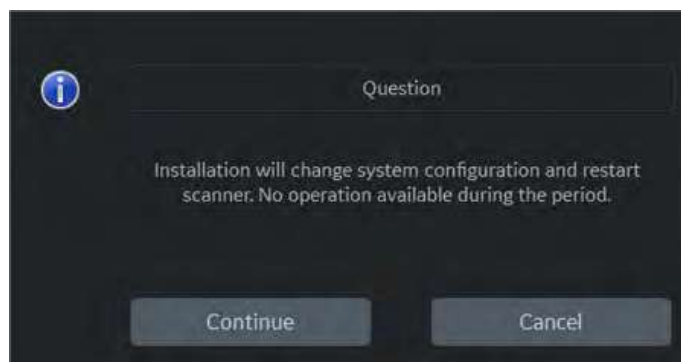 Question
Installation will change system configuration and restart
scanner. No operation available during the period.
Continue
Cancel